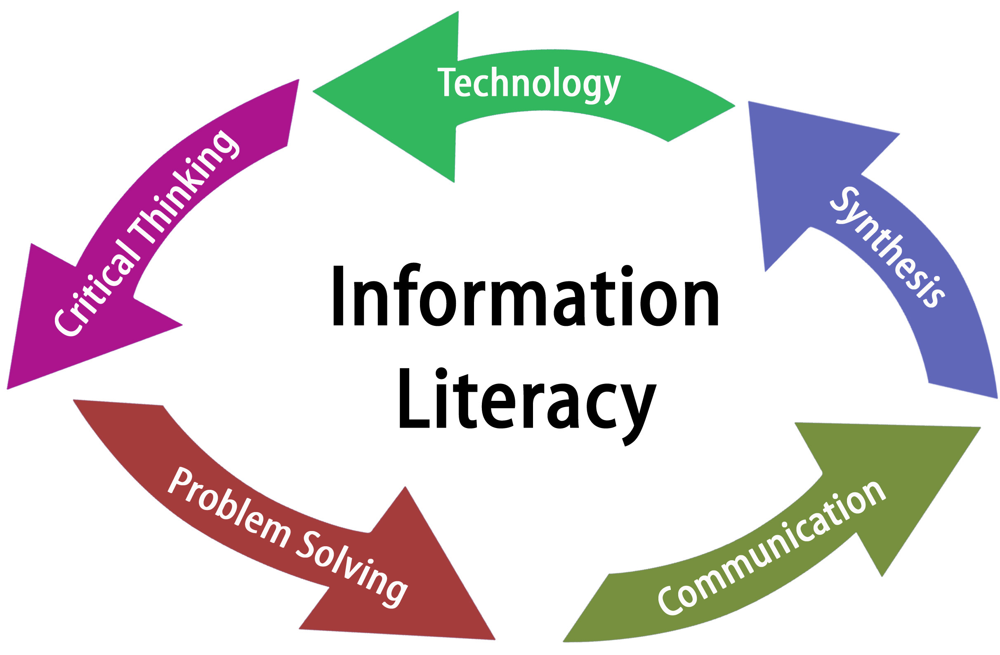 Technology
Critical Thinking
Synthesis
Information
Literacy
Problem Solving
Communication